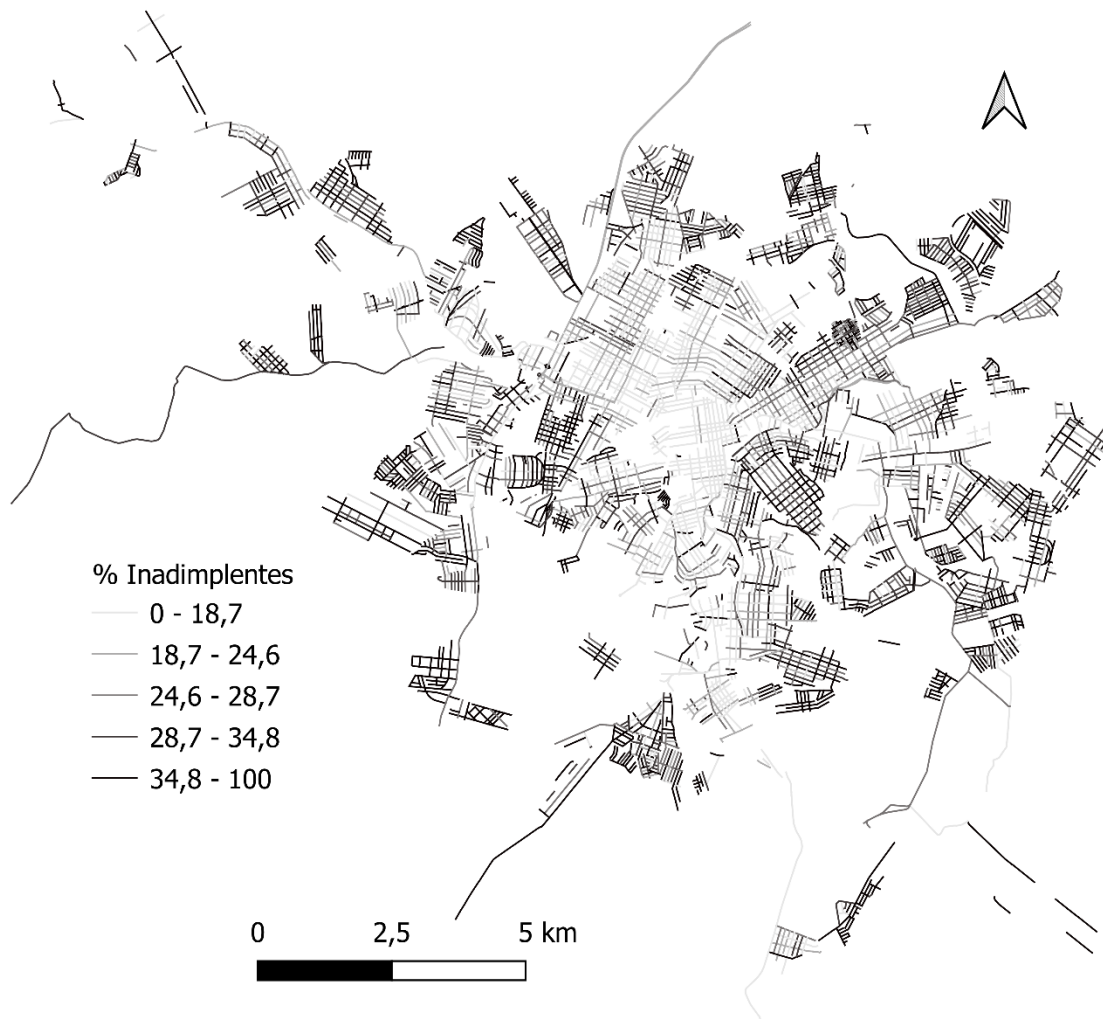 % Inadimplentes
0 - 18,7
18,7 - 24,6
24,6 - 28,7
28,7 - 34,8
34,8 - 100
0 2,5 5 km